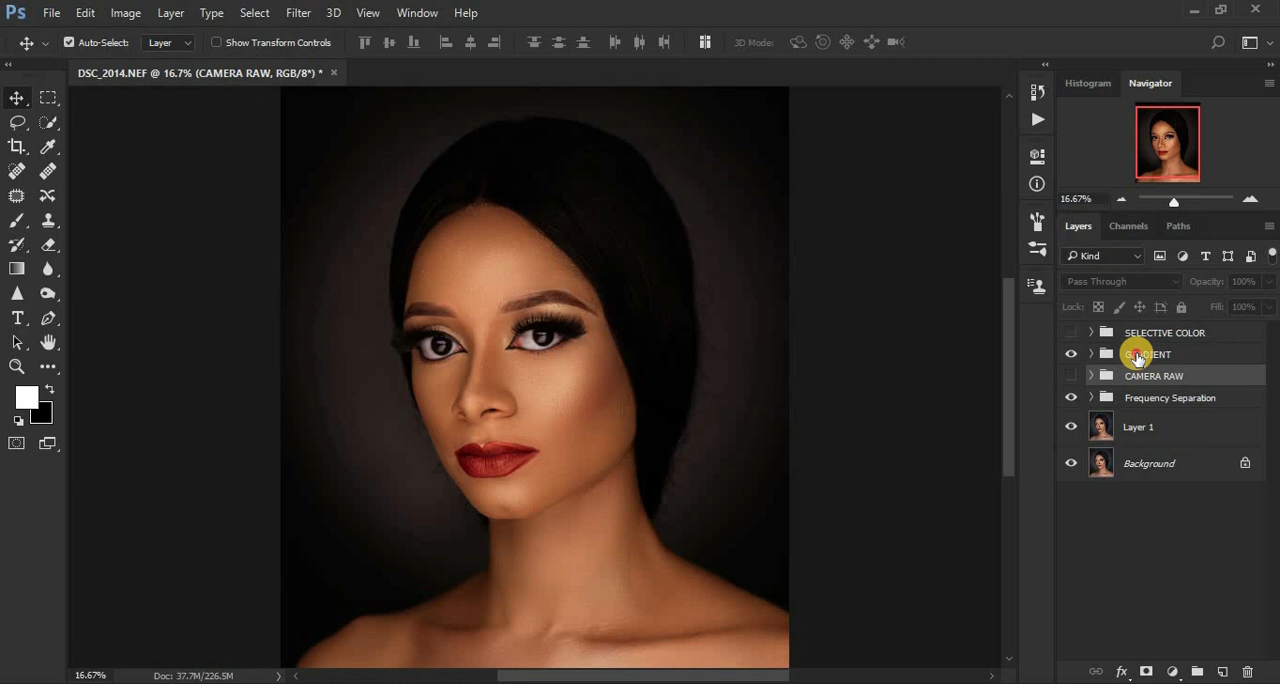 Ps File Edit Image Layer Type Select Filter 3D View Window Help
Auto-Select: Layer Show Transform Controls 3D Mode:
DSC_2014.NEF @ 16.7% (CAMERA RAW, RGB/8*) * ×
Histogram Navigator
16.67%
Layers Channels Paths
Kind
Pass Through Opacity: 100%
Lock: Fill: 100%
SELECTIVE COLOR
CAMERA RAW
Frequency Separation
Layer 1
Background
16.67% Doc: 37.7M/226.5M